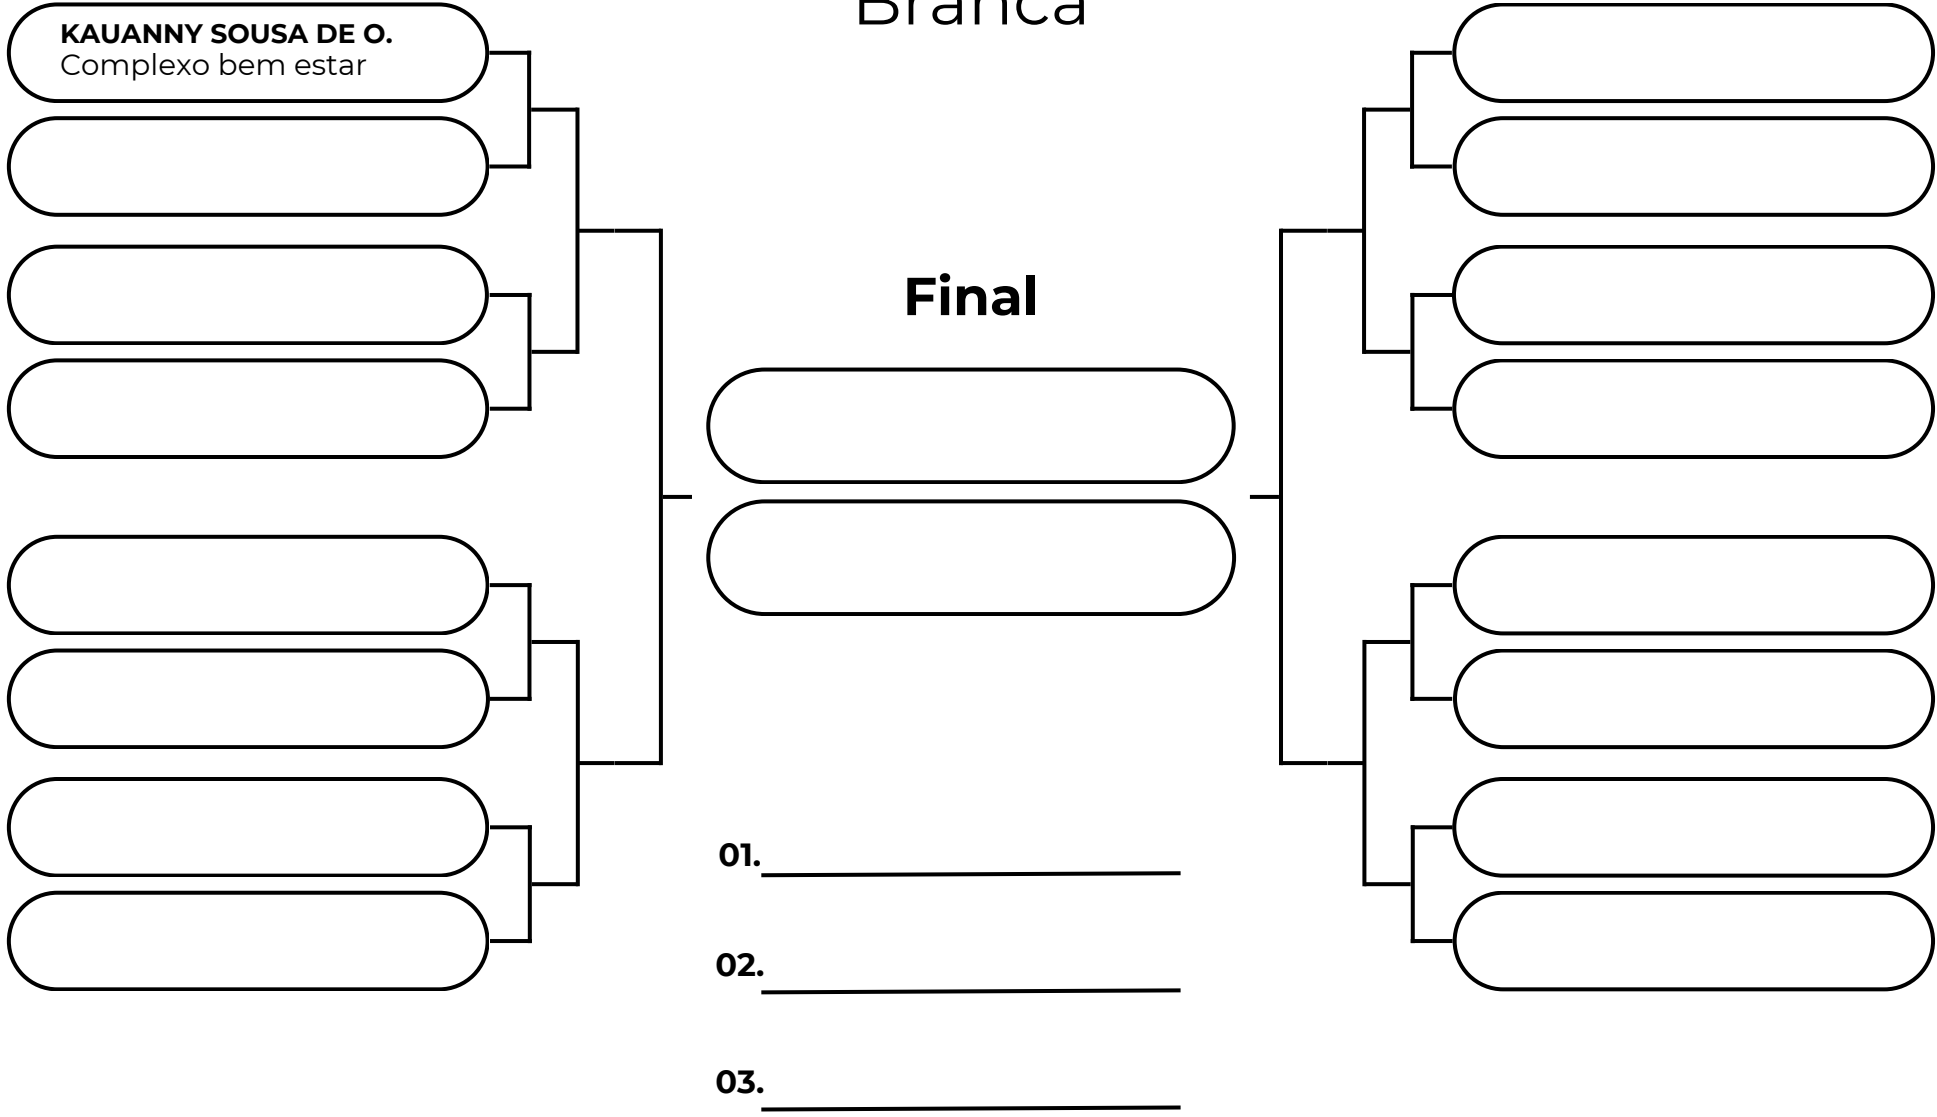 Branca
KAUANNY SOUSA DE O.
Complexo bem estar
Final
01.
02.
03.